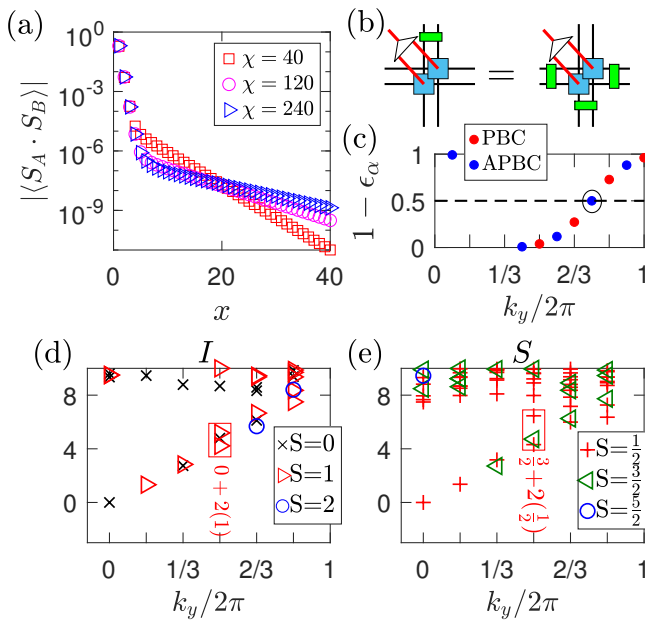 (a)
|⟨S_A · S_B⟩|
10^0
10^-3
10^-6
10^-9
0 20 40
x
χ = 40
χ = 120
χ = 240
(b)
=
(c)
1 − ϵ_α
1
0.5
0
PBC
APBC
0 1/3 2/3 1
k_y/2π
(d)
I
8
4
0
S=0
S=1
S=2
0 + 2(1)
0 1/3 2/3 1
k_y/2π
(e)
S
8
4
0
S=1/2
S=3/2
S=5/2
3/2 + 2(1/2)
0 1/3 2/3 1
k_y/2π